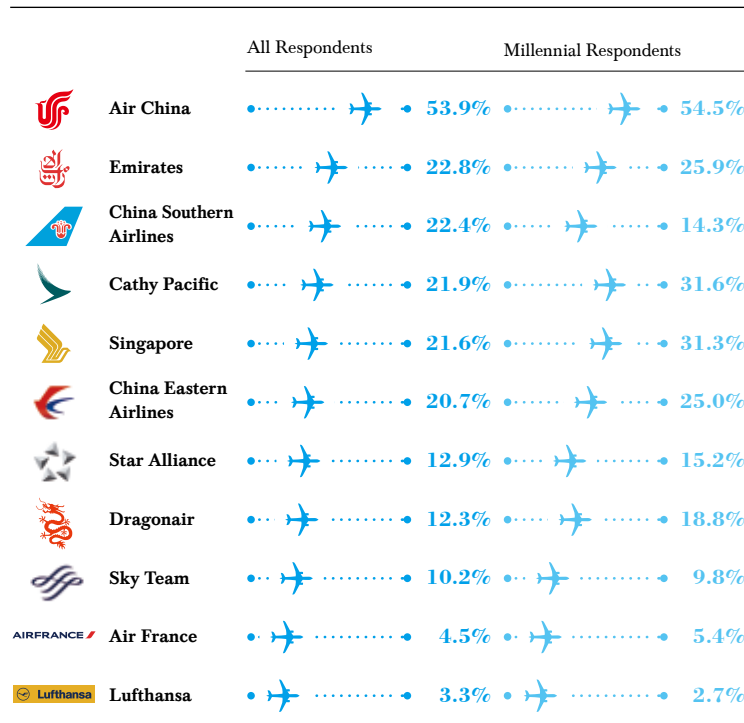 All Respondents
Millennial Respondents
Air China 53.9% 54.5%
Emirates 22.8% 25.9%
China Southern
Airlines
22.4% 14.3%
Cathy Pacific 21.9% 31.6%
Singapore 21.6% 31.3%
China Eastern
Airlines
20.7% 25.0%
Star Alliance 12.9% 15.2%
Dragonair 12.3% 18.8%
Sky Team 10.2% 9.8%
AIRFRANCE Air France 4.5% 5.4%
Lufthansa Lufthansa 3.3% 2.7%